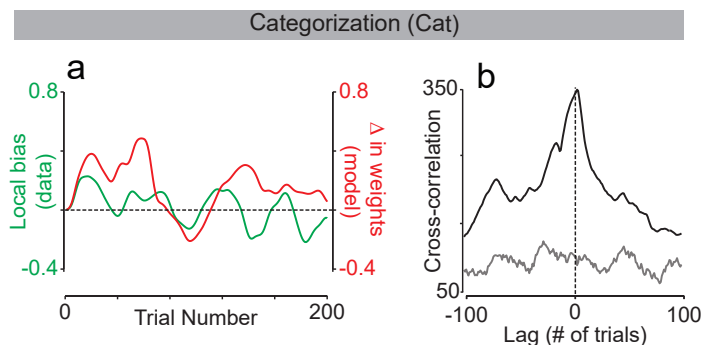 Categorization (Cat)
a
0.8
-0.4
Local bias
(data)
0.8
-0.4
Δ in weights
(model)
0
200
Trial Number
b
350
50
Cross-correlation
-100
0
100
Lag (# of trials)